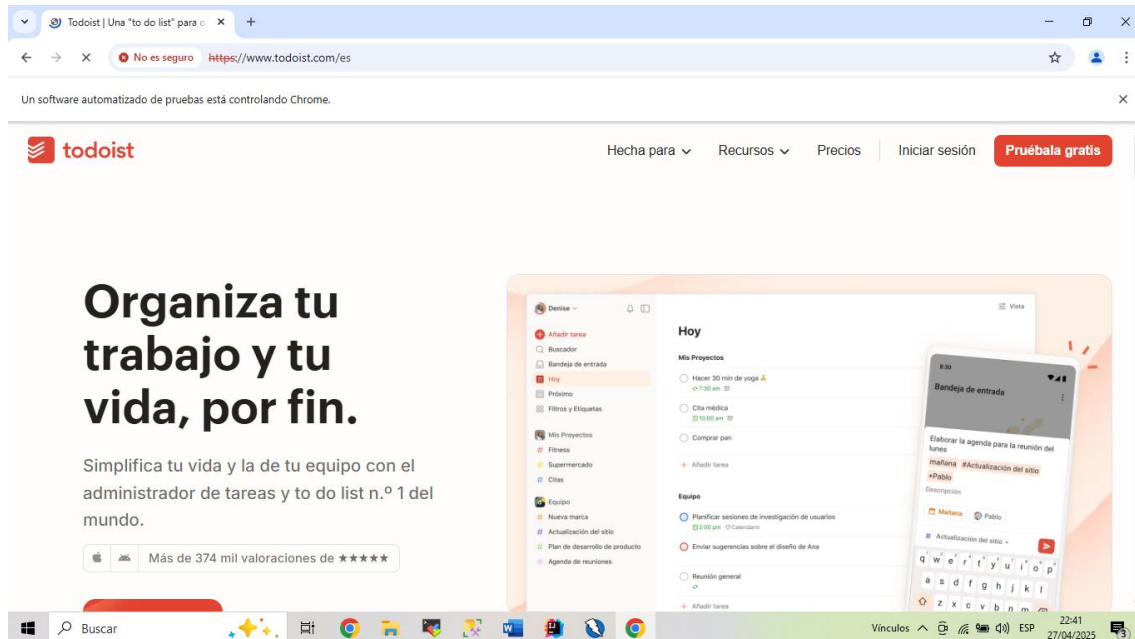 Todoist | Una "to do list" para o
No es seguro https://www.todoist.com/es
Un software automatizado de pruebas está controlando Chrome.
todoist
Hecha para Recursos Precios Iniciar sesión Pruébala gratis
Organiza tu
trabajo y tu
vida, por fin.
Simplifica tu vida y la de tu equipo con el
administrador de tareas y to do list n.º 1 del
mundo.
Más de 374 mil valoraciones de ★★★★★
Denise
Añadir tarea
Buscador
Bandeja de entrada
Hoy
Próximo
Filtros y Etiquetas
Mis Proyectos
# Fitness
# Supermercado
# Citas
Equipo
# Nueva marca
# Actualización del sitio
# Plan de desarrollo de producto
# Agenda de reuniones
Vista
Hoy
Mis Proyectos
Hacer 30 min de yoga
7:30 am
Cita médica
10:00 am
Comprar pan
+ Añadir tarea
Equipo
Planificar sesiones de investigación de usuarios
2:00 pm Calendario
Enviar sugerencias sobre el diseño de Ana
Reunión general
+ Añadir tarea
9:30
Bandeja de entrada
Elaborar la agenda para la reunión del
lunes
mañana #Actualización del sitio
+Pablo
Descripción
Mañana Pablo
# Actualización del sitio
q w e r t y u i o p
a s d f g h j k l
z x c v b n m
Buscar
Vínculos ESP 22:41
27/04/2025